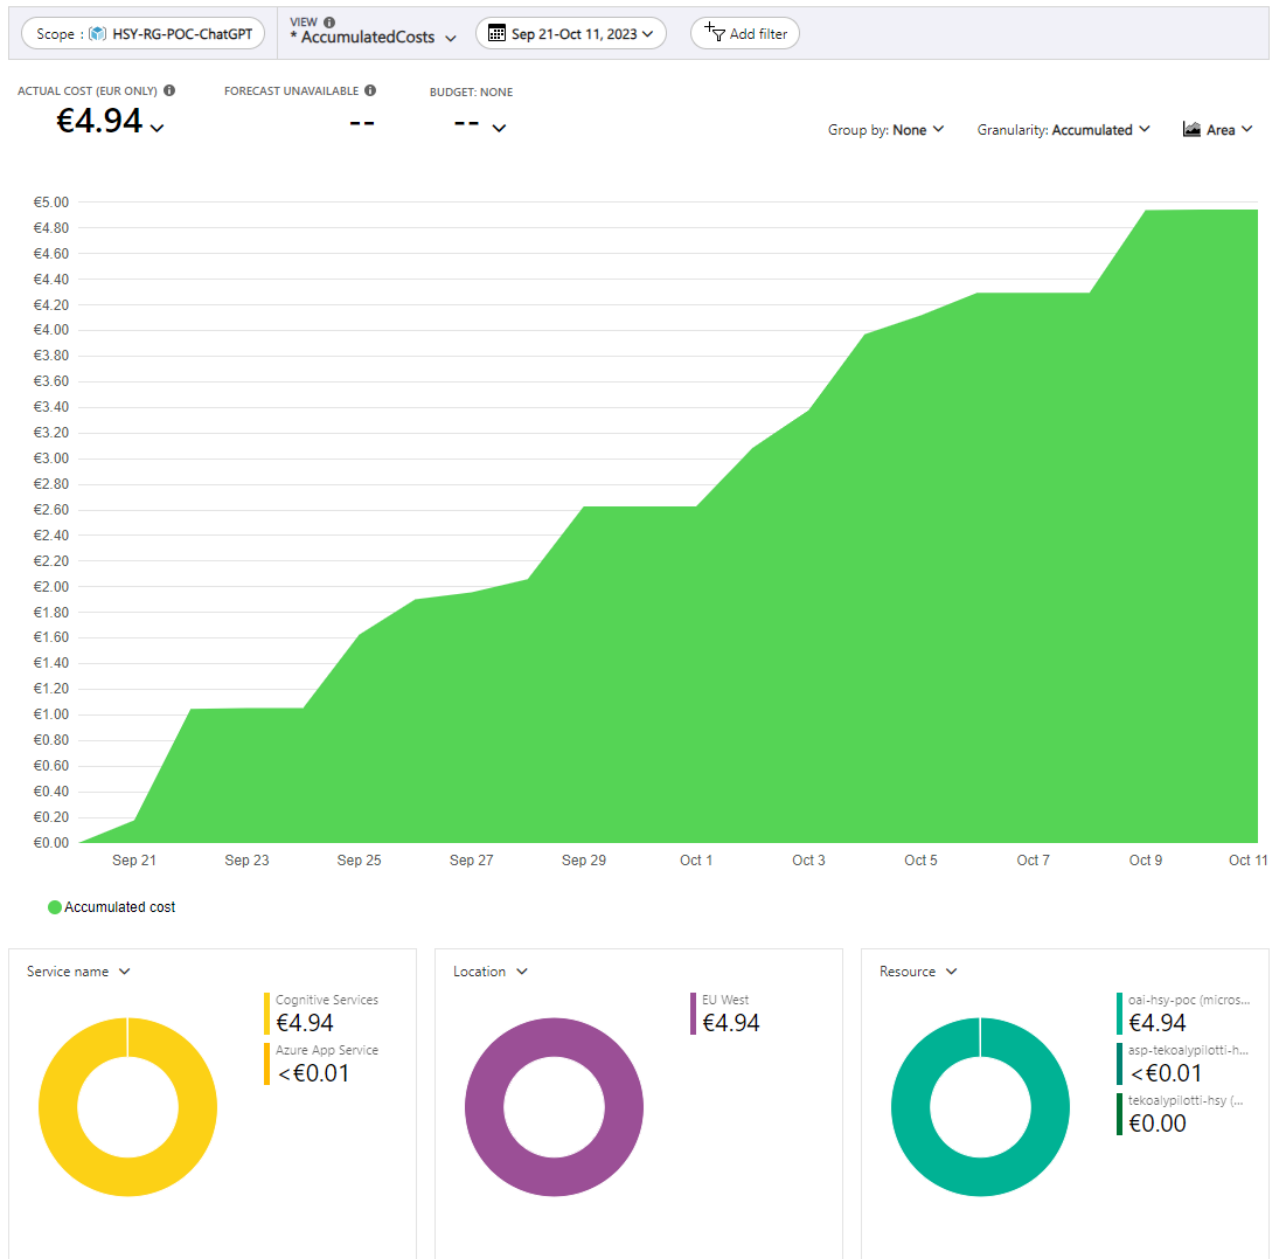 Scope : HSY-RG-POC-ChatGPT
VIEW
* AccumulatedCosts
Sep 21-Oct 11, 2023
Add filter
ACTUAL COST (EUR ONLY)
€4.94
FORECAST UNAVAILABLE
--
BUDGET: NONE
--
Group by: None
Granularity: Accumulated
Area
€5.00
€4.80
€4.60
€4.40
€4.20
€4.00
€3.80
€3.60
€3.40
€3.20
€3.00
€2.80
€2.60
€2.40
€2.20
€2.00
€1.80
€1.60
€1.40
€1.20
€1.00
€0.80
€0.60
€0.40
€0.20
€0.00
Sep 21 Sep 23 Sep 25 Sep 27 Sep 29 Oct 1 Oct 3 Oct 5 Oct 7 Oct 9 Oct 11
Accumulated cost
Service name
Cognitive Services
€4.94
Azure App Service
<€0.01
Location
EU West
€4.94
Resource
oai-hsy-poc (micros...
€4.94
asp-tekoalypilotti-h...
<€0.01
tekoalypilotti-hsy (...
€0.00